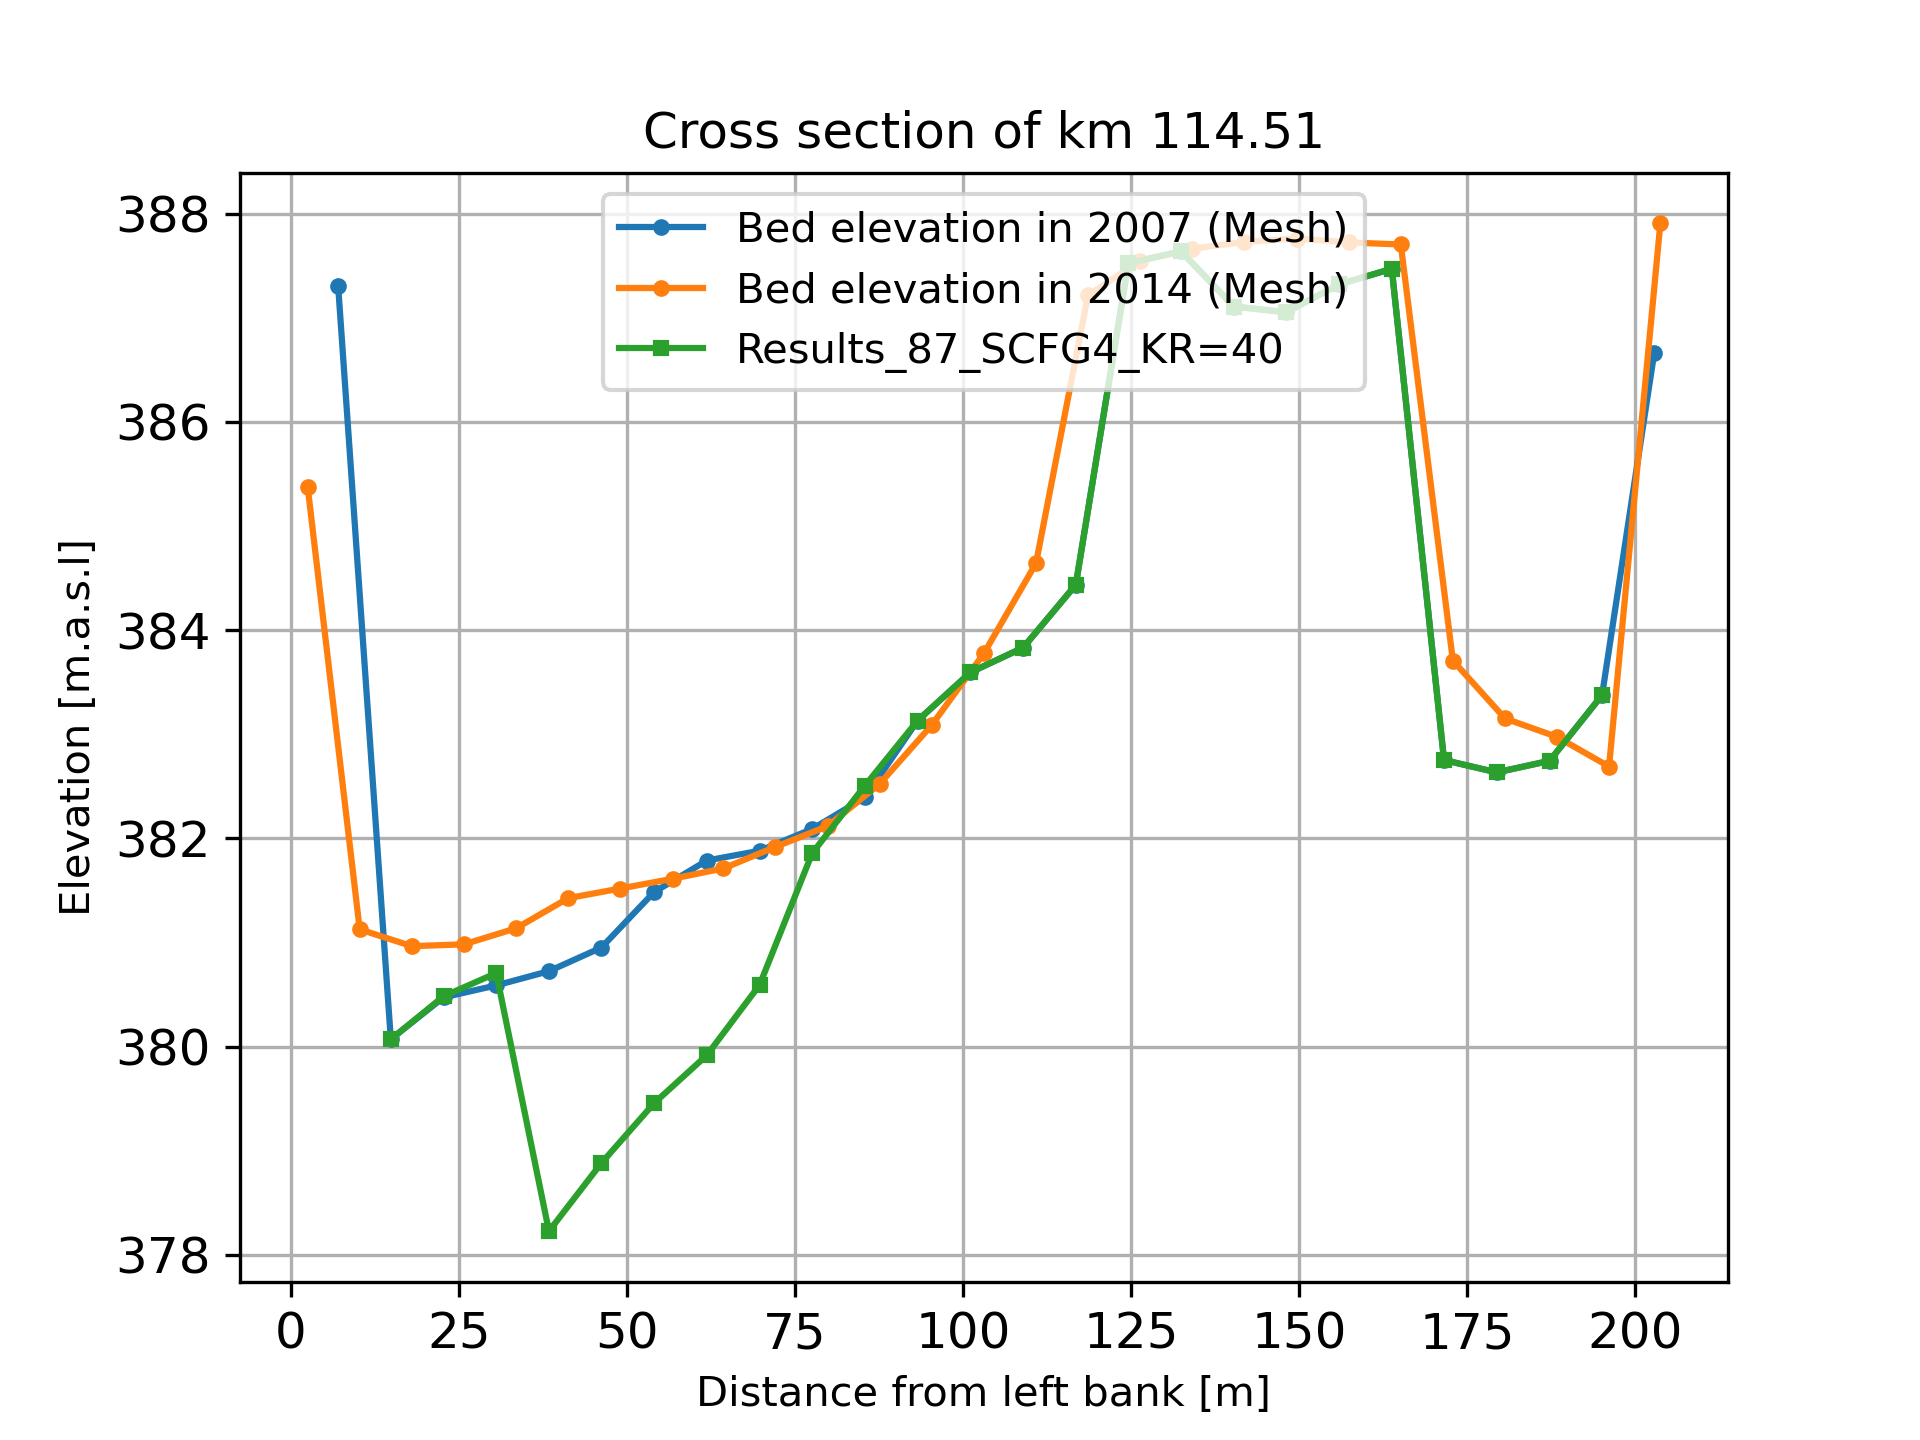 Cross section of km 114.51
Bed elevation in 2007 (Mesh)
Bed elevation in 2014 (Mesh)
Results_87_SCFG4_KR=40
388
386
384
382
380
378
Elevation [m.a.s.l]
0 25 50 75 100 125 150 175 200
Distance from left bank [m]